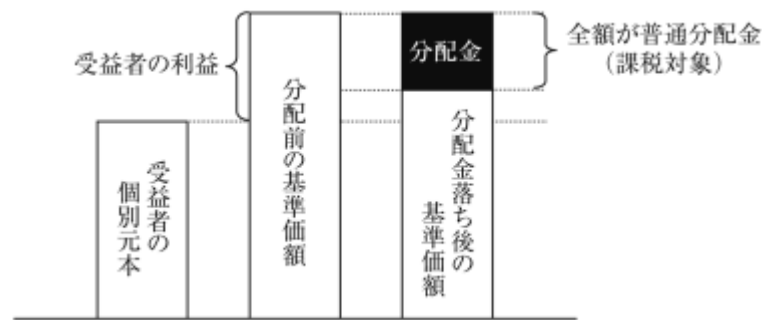 受益者の利益
受益者の
個別元本
分配前の基準価額
分配金
分配金落ち後の
基準価額
全額が普通分配金
（課税対象）